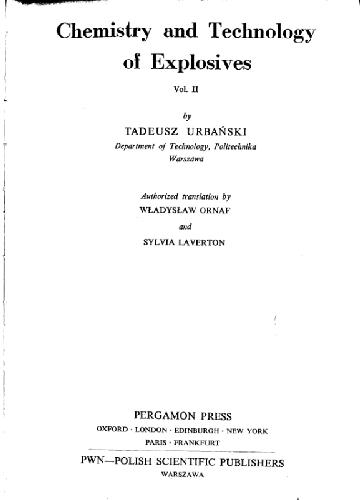 Chemistry and Technology
of Explosives
Vol. II
by
TADEUSZ URBAŃSKI
Department of Technology, Politechnika
Warszawa
Authorized translation by
WŁADYSŁAW ORNAF
and
SYLVIA LAVERTON
PERGAMON PRESS
OXFORD · LONDON · EDINBURGH · NEW YORK
PARIS · FRANKFURT
PWN—POLISH SCIENTIFIC PUBLISHERS
WARSZAWA